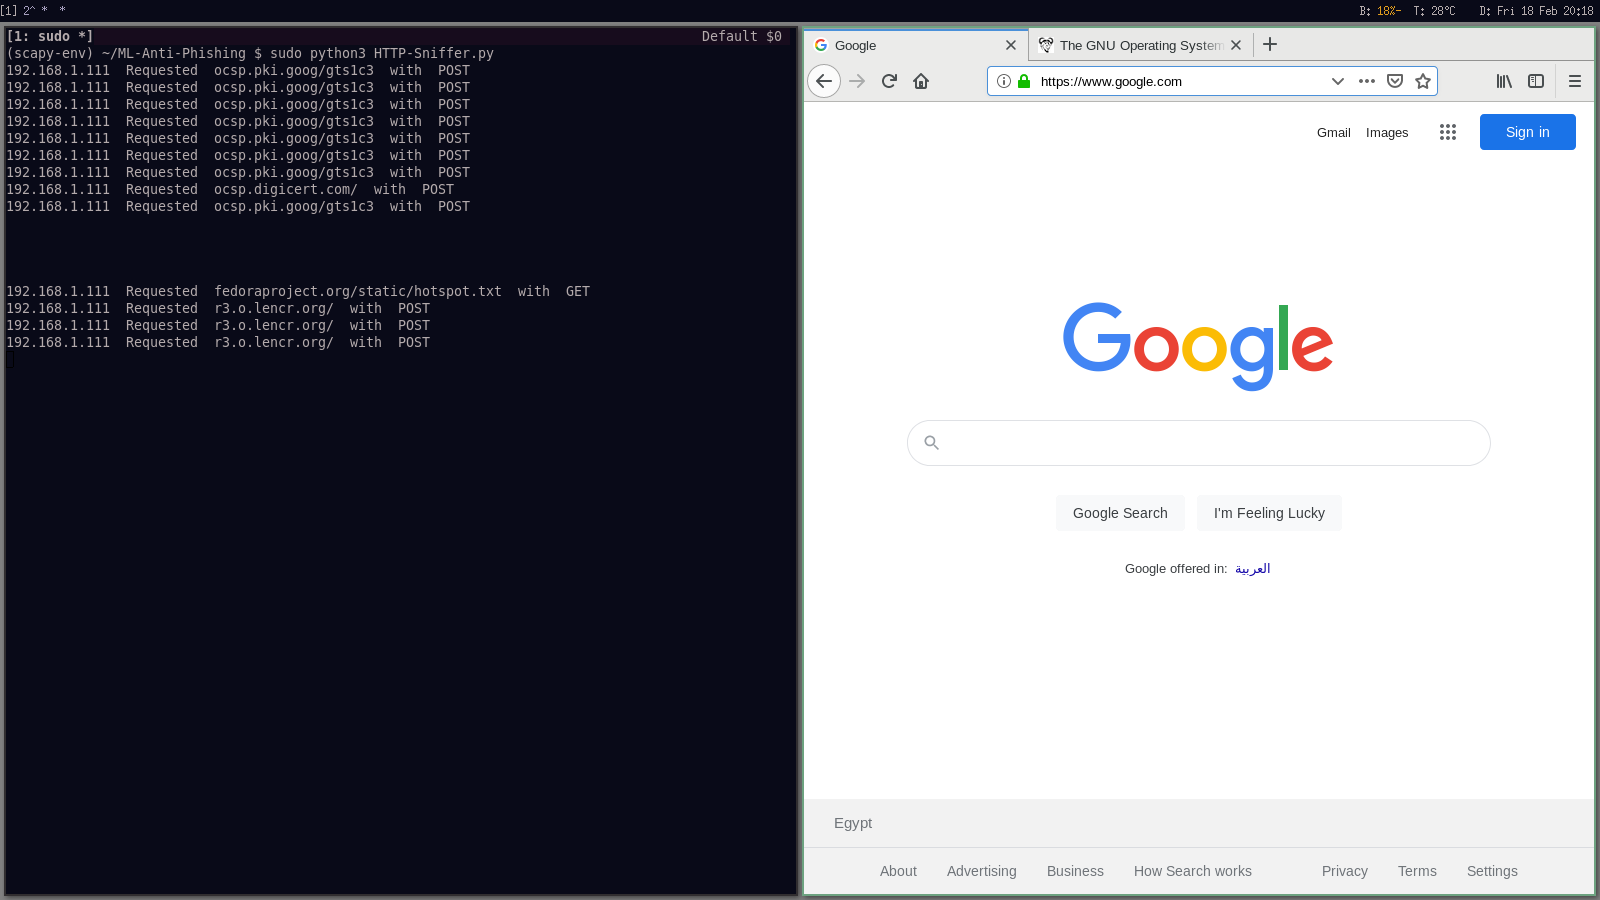 [1] 2^ * *
B: 18%- T: 28°C D: Fri 18 Feb 20:18
[1: sudo *] Default $0
(scapy-env) ~/ML-Anti-Phishing $ sudo python3 HTTP-Sniffer.py
192.168.1.111 Requested ocsp.pki.goog/gts1c3 with POST
192.168.1.111 Requested ocsp.pki.goog/gts1c3 with POST
192.168.1.111 Requested ocsp.pki.goog/gts1c3 with POST
192.168.1.111 Requested ocsp.pki.goog/gts1c3 with POST
192.168.1.111 Requested ocsp.pki.goog/gts1c3 with POST
192.168.1.111 Requested ocsp.pki.goog/gts1c3 with POST
192.168.1.111 Requested ocsp.pki.goog/gts1c3 with POST
192.168.1.111 Requested ocsp.digicert.com/ with POST
192.168.1.111 Requested ocsp.pki.goog/gts1c3 with POST
192.168.1.111 Requested fedoraproject.org/static/hotspot.txt with GET
192.168.1.111 Requested r3.o.lencr.org/ with POST
192.168.1.111 Requested r3.o.lencr.org/ with POST
192.168.1.111 Requested r3.o.lencr.org/ with POST
Google
The GNU Operating System
https://www.google.com
Gmail Images Sign in
Google
Google Search I'm Feeling Lucky
Google offered in: العربية
Egypt
About Advertising Business How Search works Privacy Terms Settings